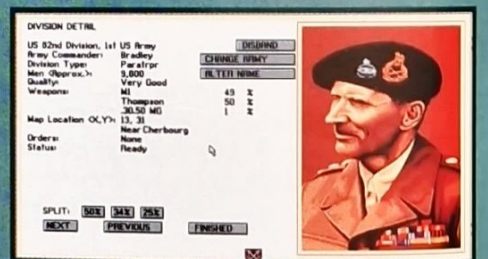 DIVISION DETAIL
US 82nd Division, 1st US Army
Army Commander: Bradley
Division Type: Paratrpr
Men (Approx.): 9,600
Quality: Very Good
Weapons: M1 49 %
Thompson 50 %
.30.50 MG 1 %
Map Location (X,Y): 13, 31
Near Cherbourg
Orders: None
Status: Ready
DISBAND
CHANGE ARMY
ALTER NAME
SPLIT: 50% 34% 25%
NEXT PREVIOUS FINISHED